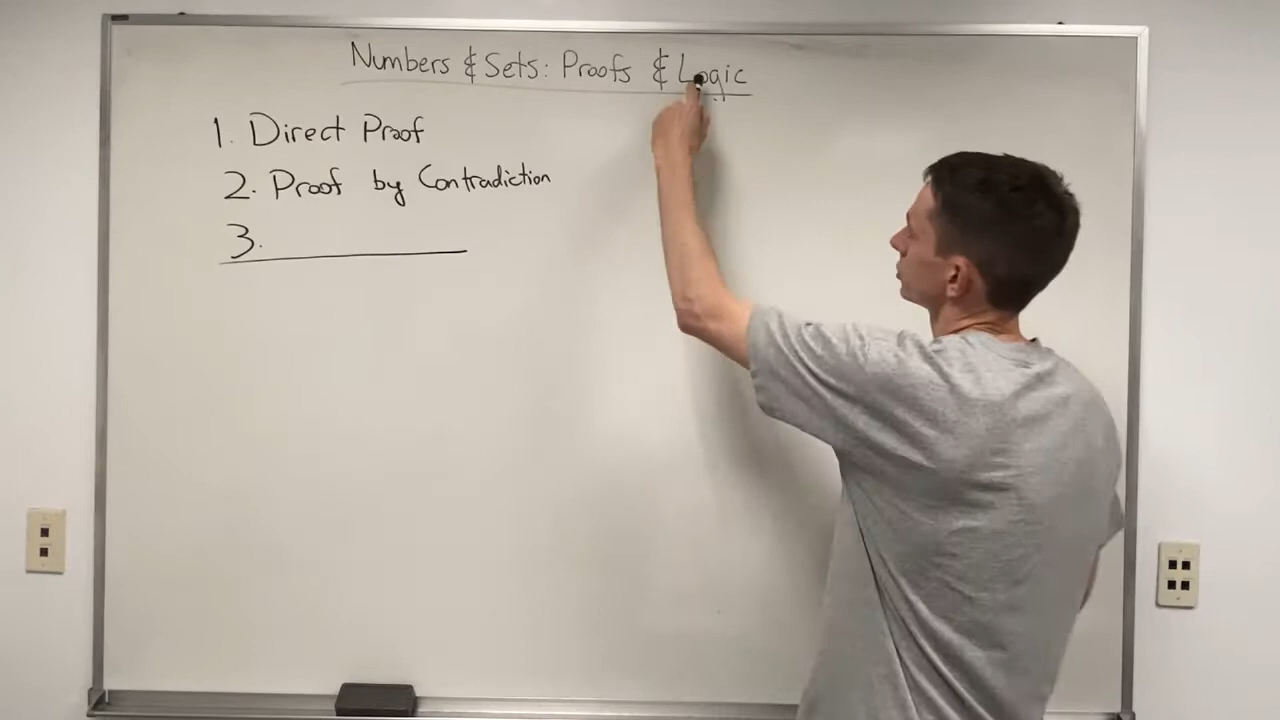 Numbers & Sets: Proofs & Logic
1. Direct Proof
2. Proof by Contradiction
3.